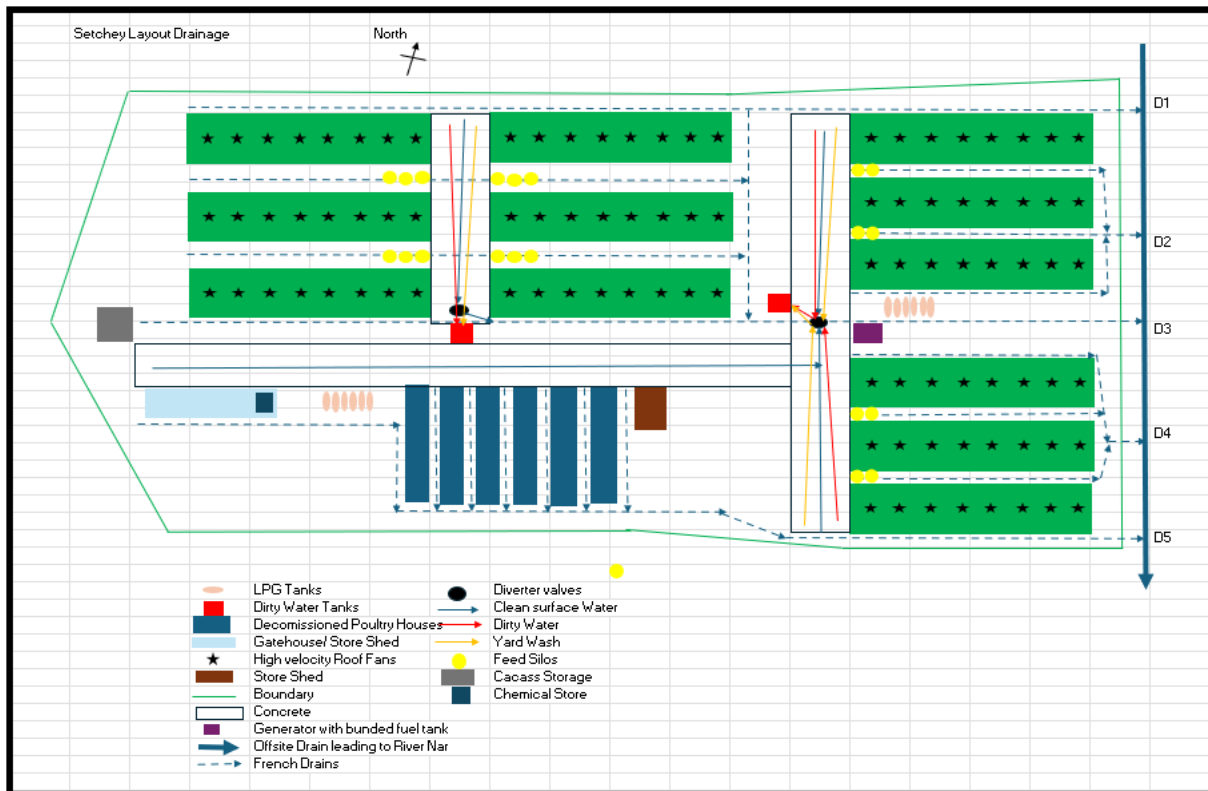 Setchey Layout Drainage
North
D1
D2
D3
D4
D5
LPG Tanks
Dirty Water Tanks
Decomissioned Poultry Houses
Gatehouse/ Store Shed
High velocity Roof Fans
Store Shed
Boundary
Concrete
Generator with bunded fuel tank
Offsite Drain leading to River Nar
French Drains
Diverter valves
Clean surface Water
Dirty Water
Yard Wash
Feed Silos
Cacass Storage
Chemical Store